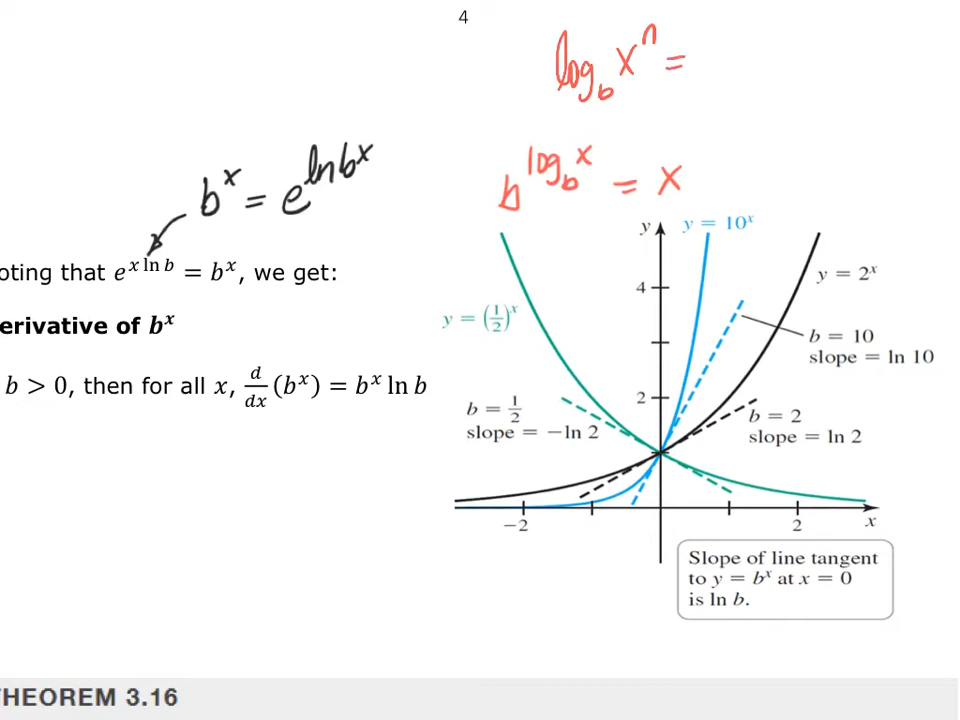 4
log_b x^n =
b^x = e^{ln b^x}
b^{log_b x} = x
oting that e^{x ln b} = b^x, we get:
erivative of b^x
b > 0, then for all x, d/dx (b^x) = b^x ln b
y
y = 10^x
4
y = 2^x
y = (1/2)^x
b = 10
slope = ln 10
2
b = 1/2
slope = −ln 2
b = 2
slope = ln 2
−2
2
x
Slope of line tangent
to y = b^x at x = 0
is ln b.
THEOREM 3.16